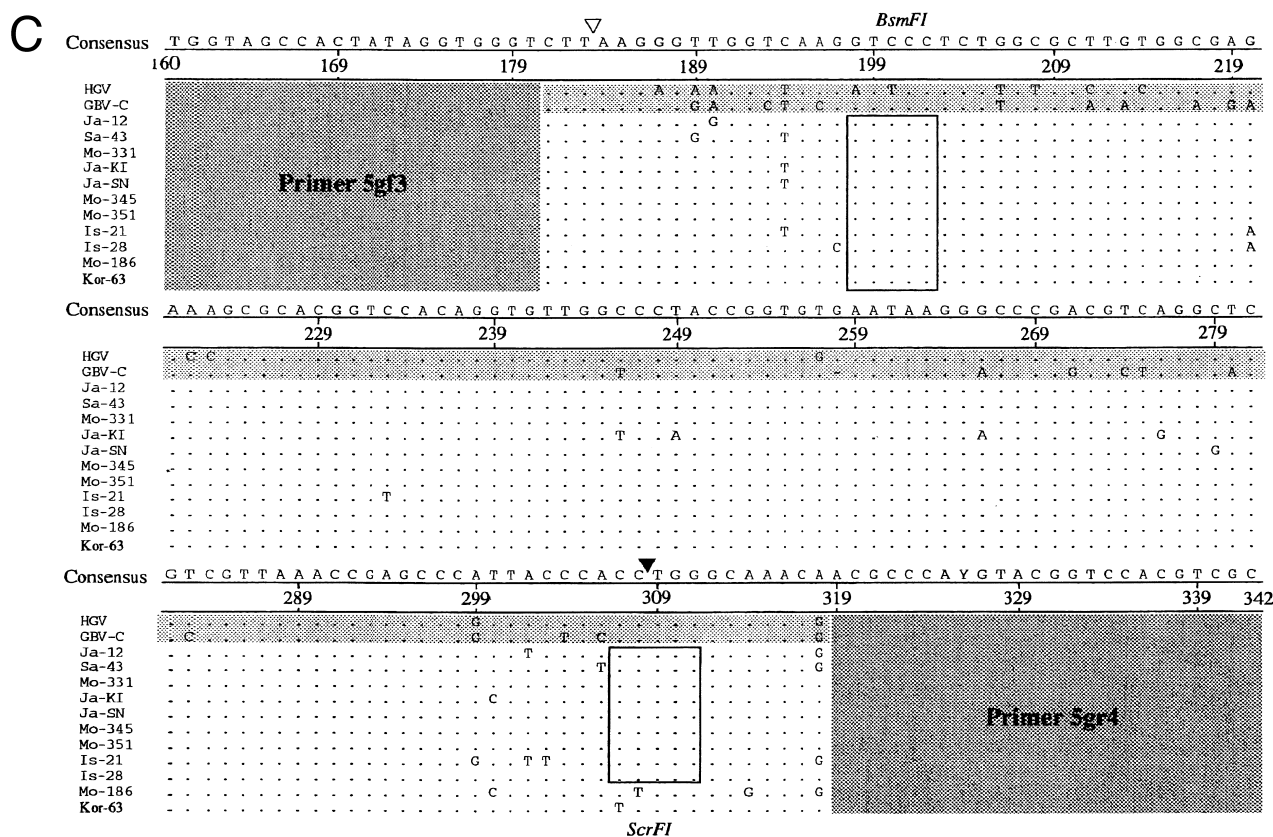 C
BsmFI
Consensus T G G T A G C C A C T A T A G G T G G G T C T T A A G G G T T G G T C A A G G T C C C T C T G G C G C T T G T G G C G A G
160 169 179 189 199 209 219
HGV A A A T A T T T C C
GBV-C G A C T C T A A A G A
Ja-12 G
Sa-43 G T
Mo-331
Ja-KI T
Ja-SN T
Mo-345
Mo-351
Is-21 T A
Is-28 C A
Mo-186
Kor-63
Primer 5gf3
Consensus A A A G C G C A C G G T C C A C A G G T G T T G G C C C T A C C G G T G T G A A T A A G G G C C C G A C G T C A G G C T C
229 239 249 259 269 279
HGV C C G
GBV-C T - A G C T A
Ja-12
Sa-43
Mo-331
Ja-KI T A A G
Ja-SN G
Mo-345
Mo-351
Is-21 T
Is-28
Mo-186
Kor-63
Consensus G T C G T T A A A C C G A G C C C A T T A C C C A C C T G G G C A A A C A A C G C C C A Y G T A C G G T C C A C G T C G C
289 299 309 319 329 339 342
HGV G G
GBV-C C G T C G
Ja-12 T G
Sa-43 T G
Mo-331
Ja-KI C
Ja-SN
Mo-345
Mo-351
Is-21 G T T G
Is-28
Mo-186 C T G G
Kor-63 T
Primer 5gr4
ScrFI